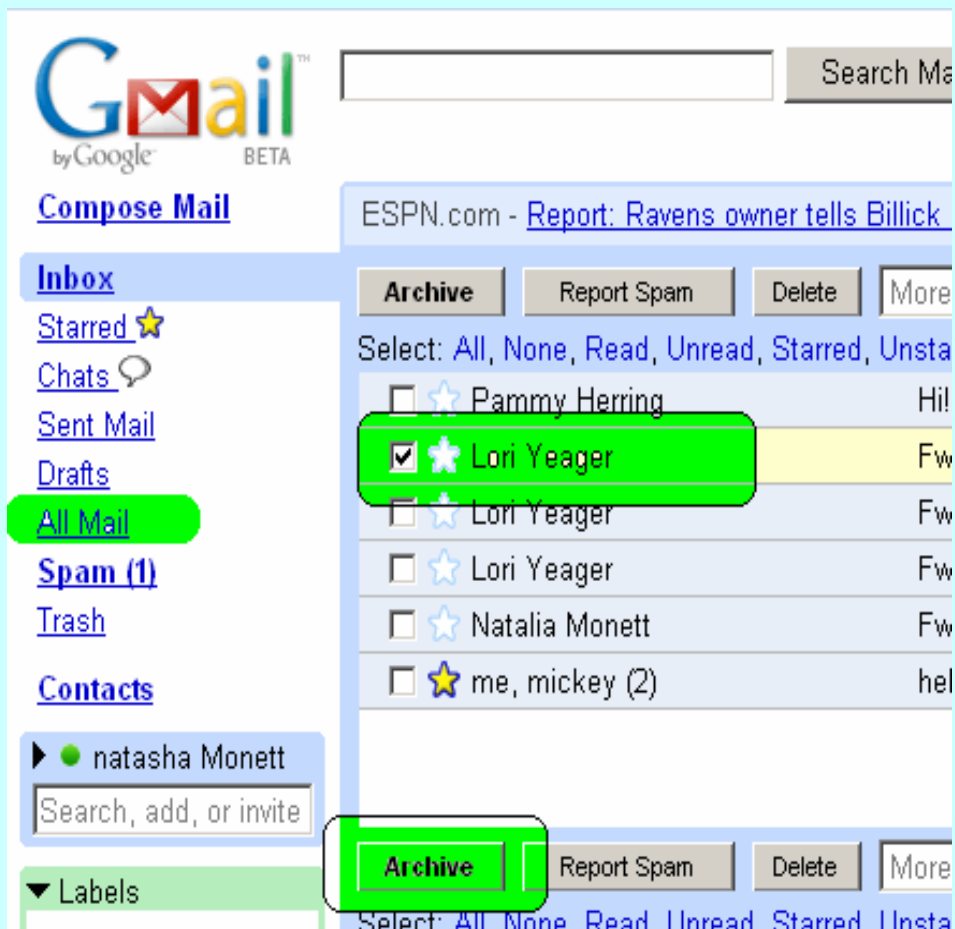 Gmail™
by Google BETA
Search Ma
Compose Mail
ESPN.com - Report: Ravens owner tells Billick
Inbox
Starred
Chats
Sent Mail
Drafts
All Mail
Spam (1)
Trash
Contacts
natasha Monett
Search, add, or invite
Labels
Archive Report Spam Delete More
Select: All, None, Read, Unread, Starred, Unsta
Pammy Herring Hi!
Lori Yeager Fw
Lori Yeager Fw
Lori Yeager Fw
Natalia Monett Fw
me, mickey (2) hel
Archive Report Spam Delete More
Select: All, None, Read, Unread, Starred, Unsta